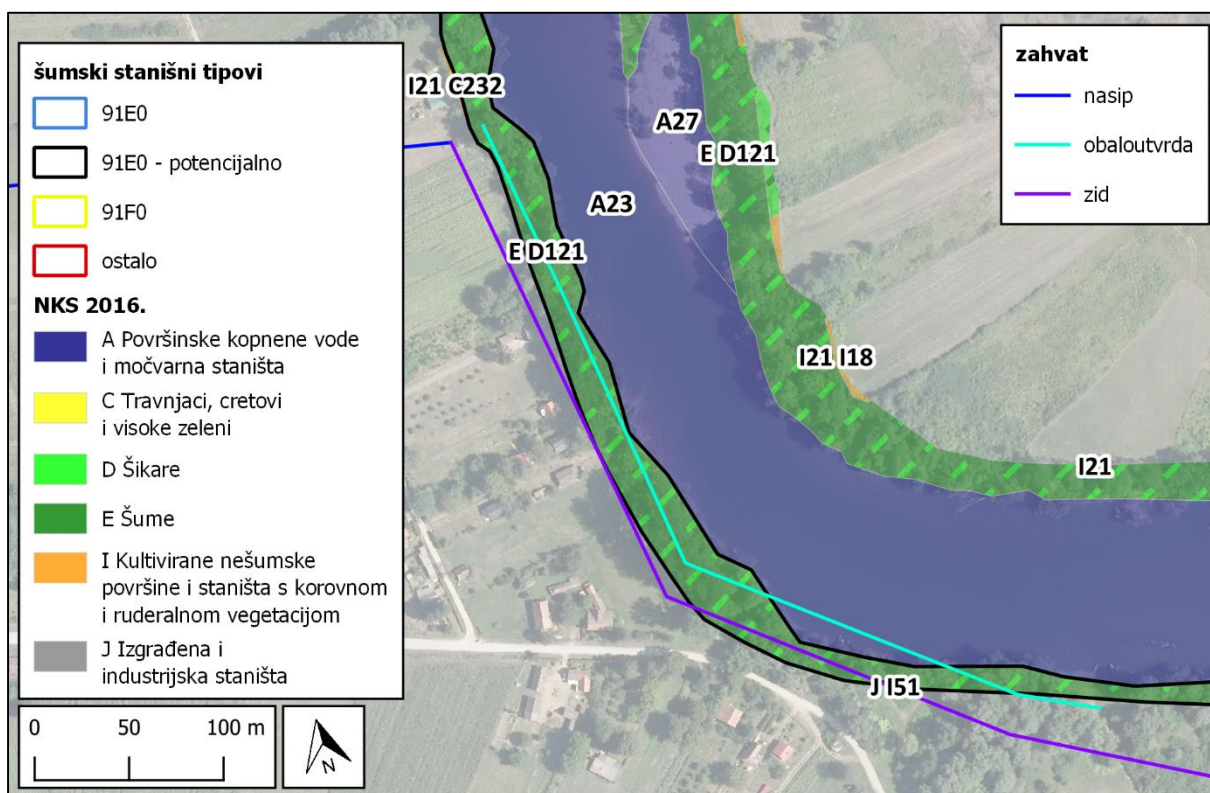 šumski stanišni tipovi
91E0
91E0 - potencijalno
91F0
ostalo
NKS 2016.
A Površinske kopnene vode
i močvarna staništa
C Travnjaci, cretovi
i visoke zeleni
D Šikare
E Šume
I Kultivirane nešumske
površine i staništa s korovnom
i ruderalnom vegetacijom
J Izgrađena i
industrijska staništa
0 50 100 m
N
zahvat
nasip
obaloutvrda
zid
I21 C232
A27
E D121
A23
E D121
I21 I18
I21
J I51